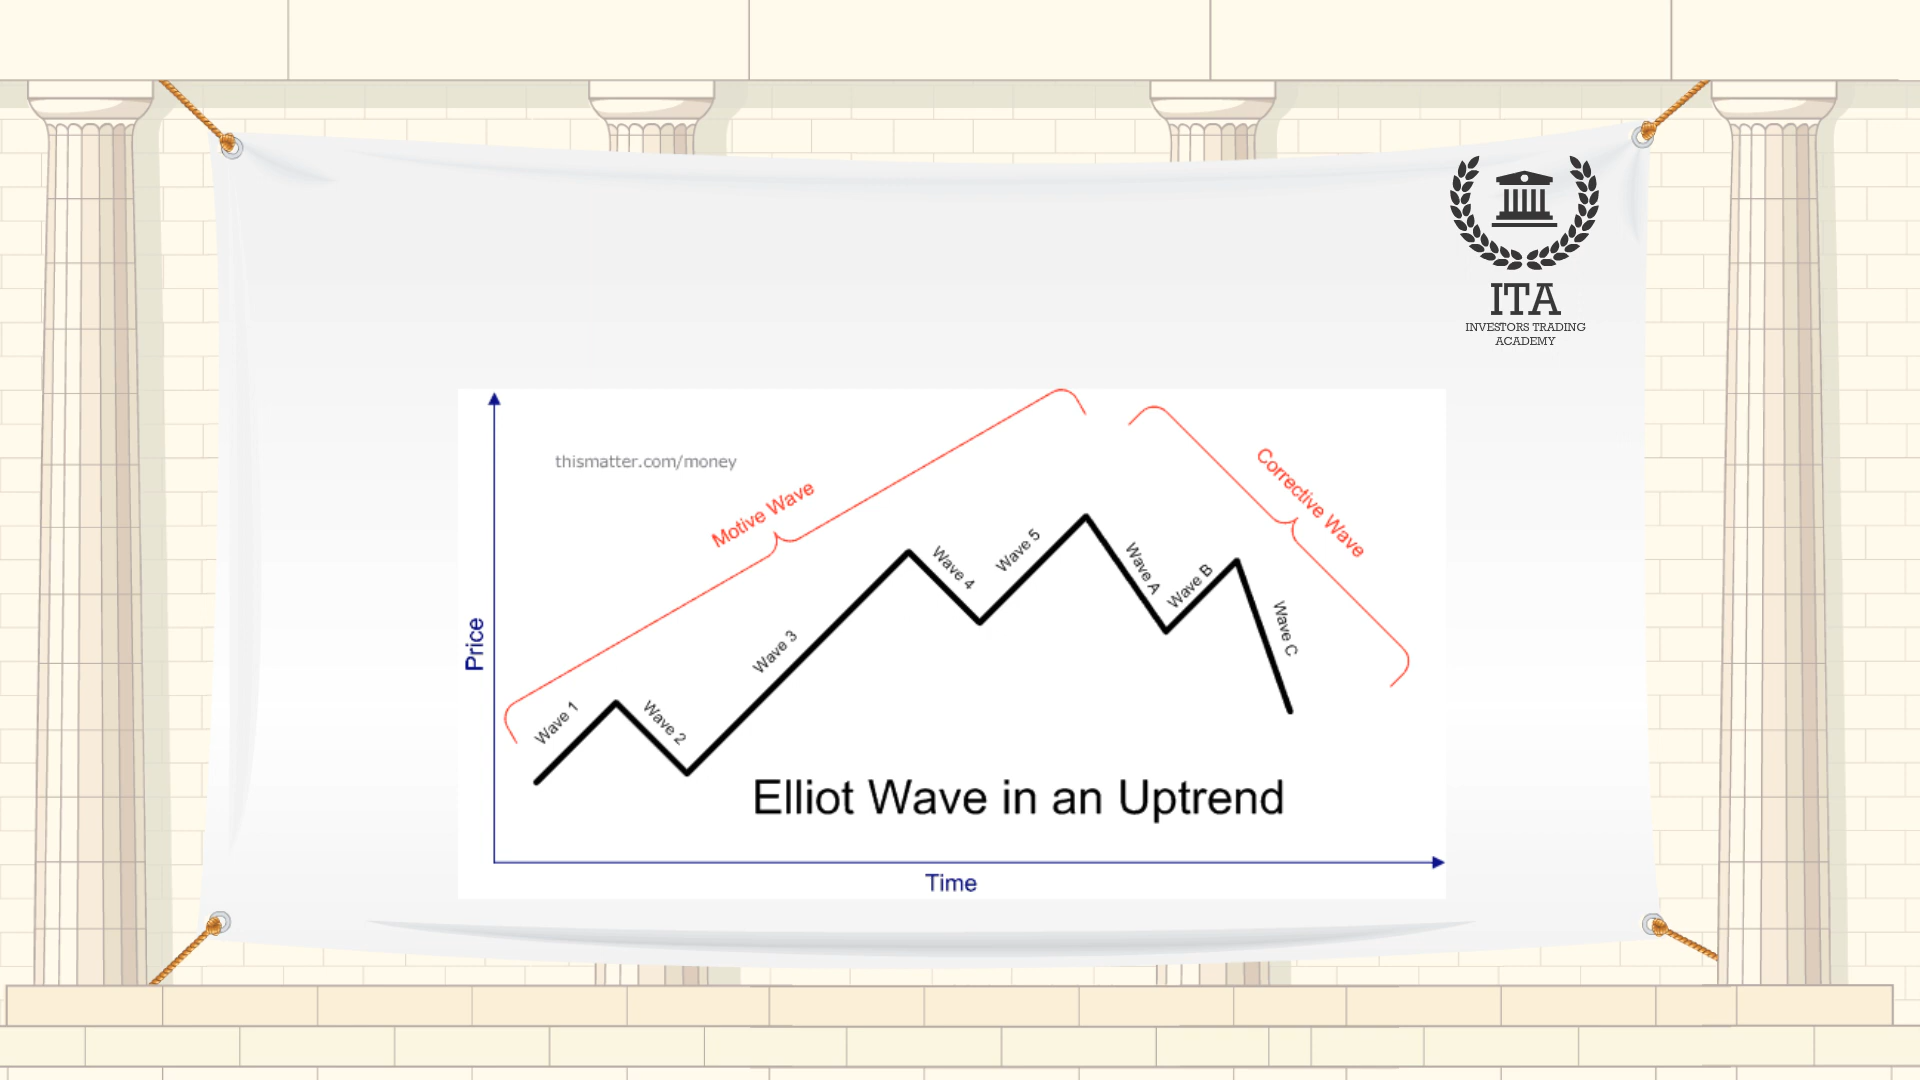 ITA
INVESTORS TRADING
ACADEMY
thismatter.com/money
Motive Wave
Corrective Wave
Wave 1
Wave 2
Wave 3
Wave 4
Wave 5
Wave A
Wave B
Wave C
Price
Elliot Wave in an Uptrend
Time